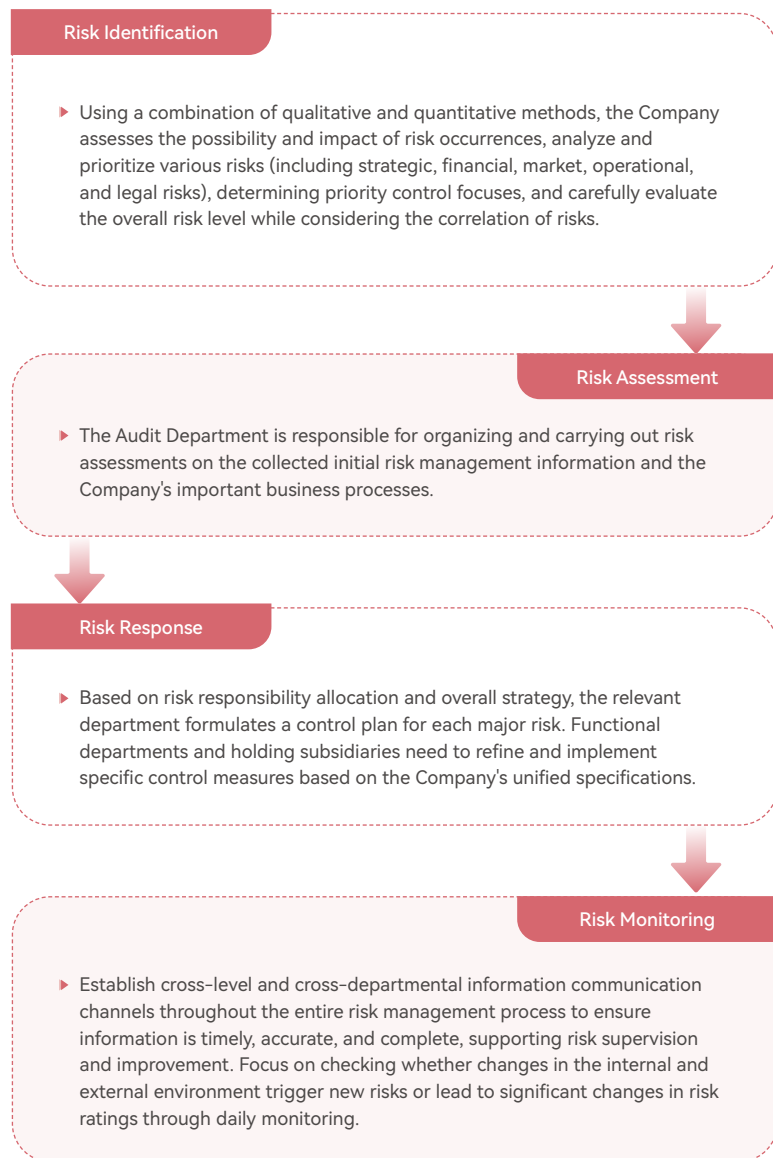 Risk Identification
Using a combination of qualitative and quantitative methods, the Company
assesses the possibility and impact of risk occurrences, analyze and
prioritize various risks (including strategic, financial, market, operational,
and legal risks), determining priority control focuses, and carefully evaluate
the overall risk level while considering the correlation of risks.
Risk Assessment
The Audit Department is responsible for organizing and carrying out risk
assessments on the collected initial risk management information and the
Company's important business processes.
Risk Response
Based on risk responsibility allocation and overall strategy, the relevant
department formulates a control plan for each major risk. Functional
departments and holding subsidiaries need to refine and implement
specific control measures based on the Company's unified specifications.
Risk Monitoring
Establish cross-level and cross-departmental information communication
channels throughout the entire risk management process to ensure
information is timely, accurate, and complete, supporting risk supervision
and improvement. Focus on checking whether changes in the internal and
external environment trigger new risks or lead to significant changes in risk
ratings through daily monitoring.